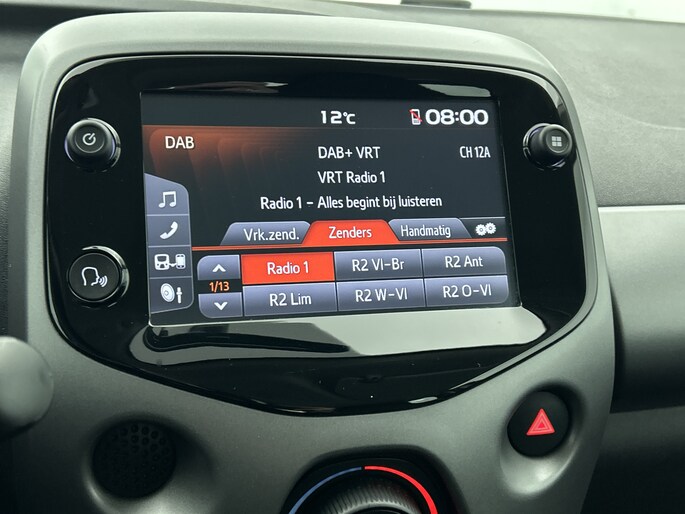 12°C 08:00
DAB
DAB+ VRT CH 12A
VRT Radio 1
Radio 1 - Alles begint bij luisteren
Vrk.zend. Zenders Handmatig
Radio 1 R2 Vl-Br R2 Ant
1/13
R2 Lim R2 W-Vl R2 O-Vl